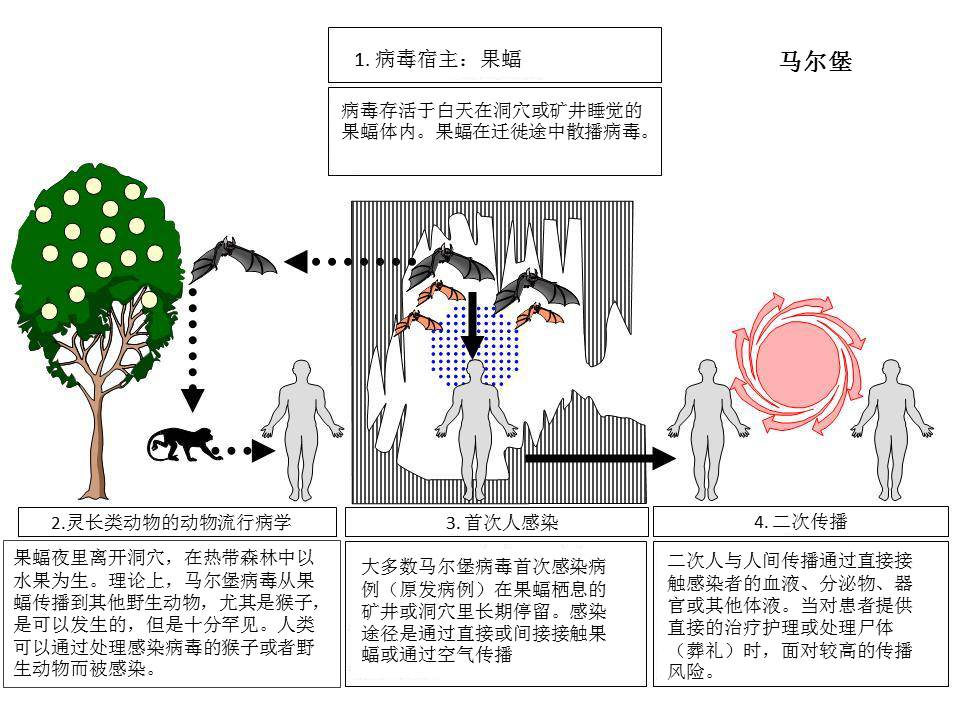 1. 病毒宿主：果蝠
马尔堡
病毒存活于白天在洞穴或矿井睡觉的
果蝠体内。果蝠在迁徙途中散播病毒。
2.灵长类动物的动物流行病学
果蝠夜里离开洞穴，在热带森林中以
水果为生。理论上，马尔堡病毒从果
蝠传播到其他野生动物，尤其是猴子，
是可以发生的，但是十分罕见。人类
可以通过处理感染病毒的猴子或者野
生动物而被感染。
3. 首次人感染
大多数马尔堡病毒首次感染病
例（原发病例）在果蝠栖息的
矿井或洞穴里长期停留。感染
途径是通过直接或间接接触果
蝠或通过空气传播
4. 二次传播
二次人与人间传播通过直接接
触感染者的血液、分泌物、器
官或其他体液。当对患者提供
直接的治疗护理或处理尸体
（葬礼）时，面对较高的传播
风险。